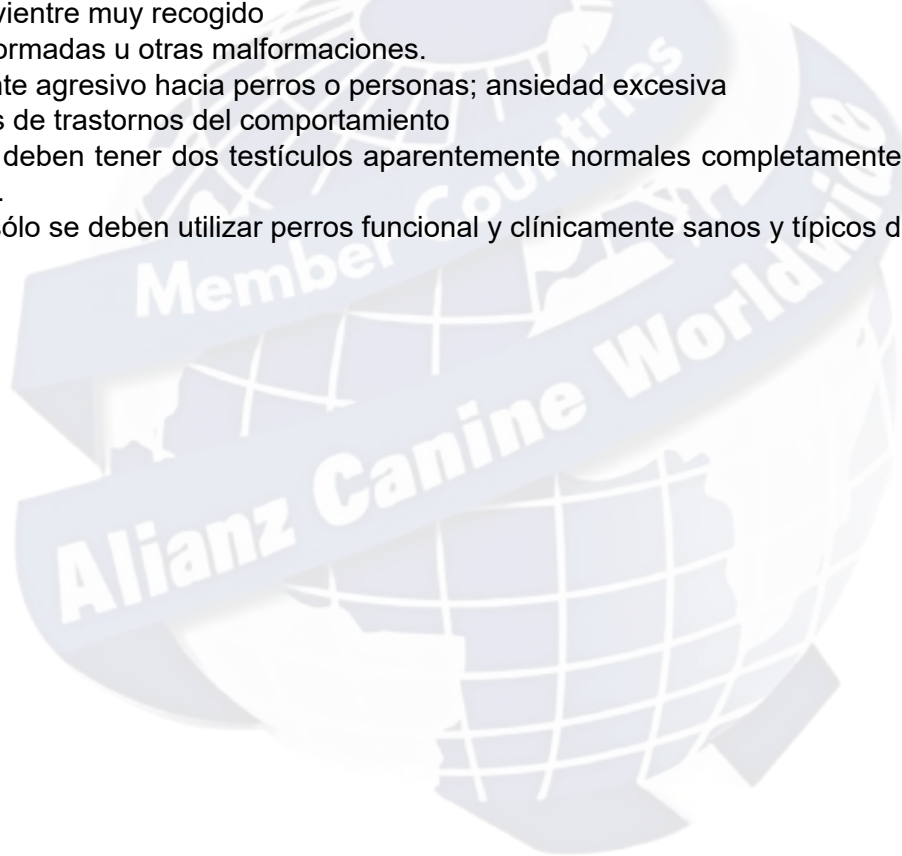 vientre muy recogido
ormadas u otras malformaciones.
nte agresivo hacia perros o personas; ansiedad excesiva
s de trastornos del comportamiento
deben tener dos testículos aparentemente normales completamente
.
sólo se deben utilizar perros funcional y clínicamente sanos y típicos d
Member Countries
Alianz Canine Worldwide